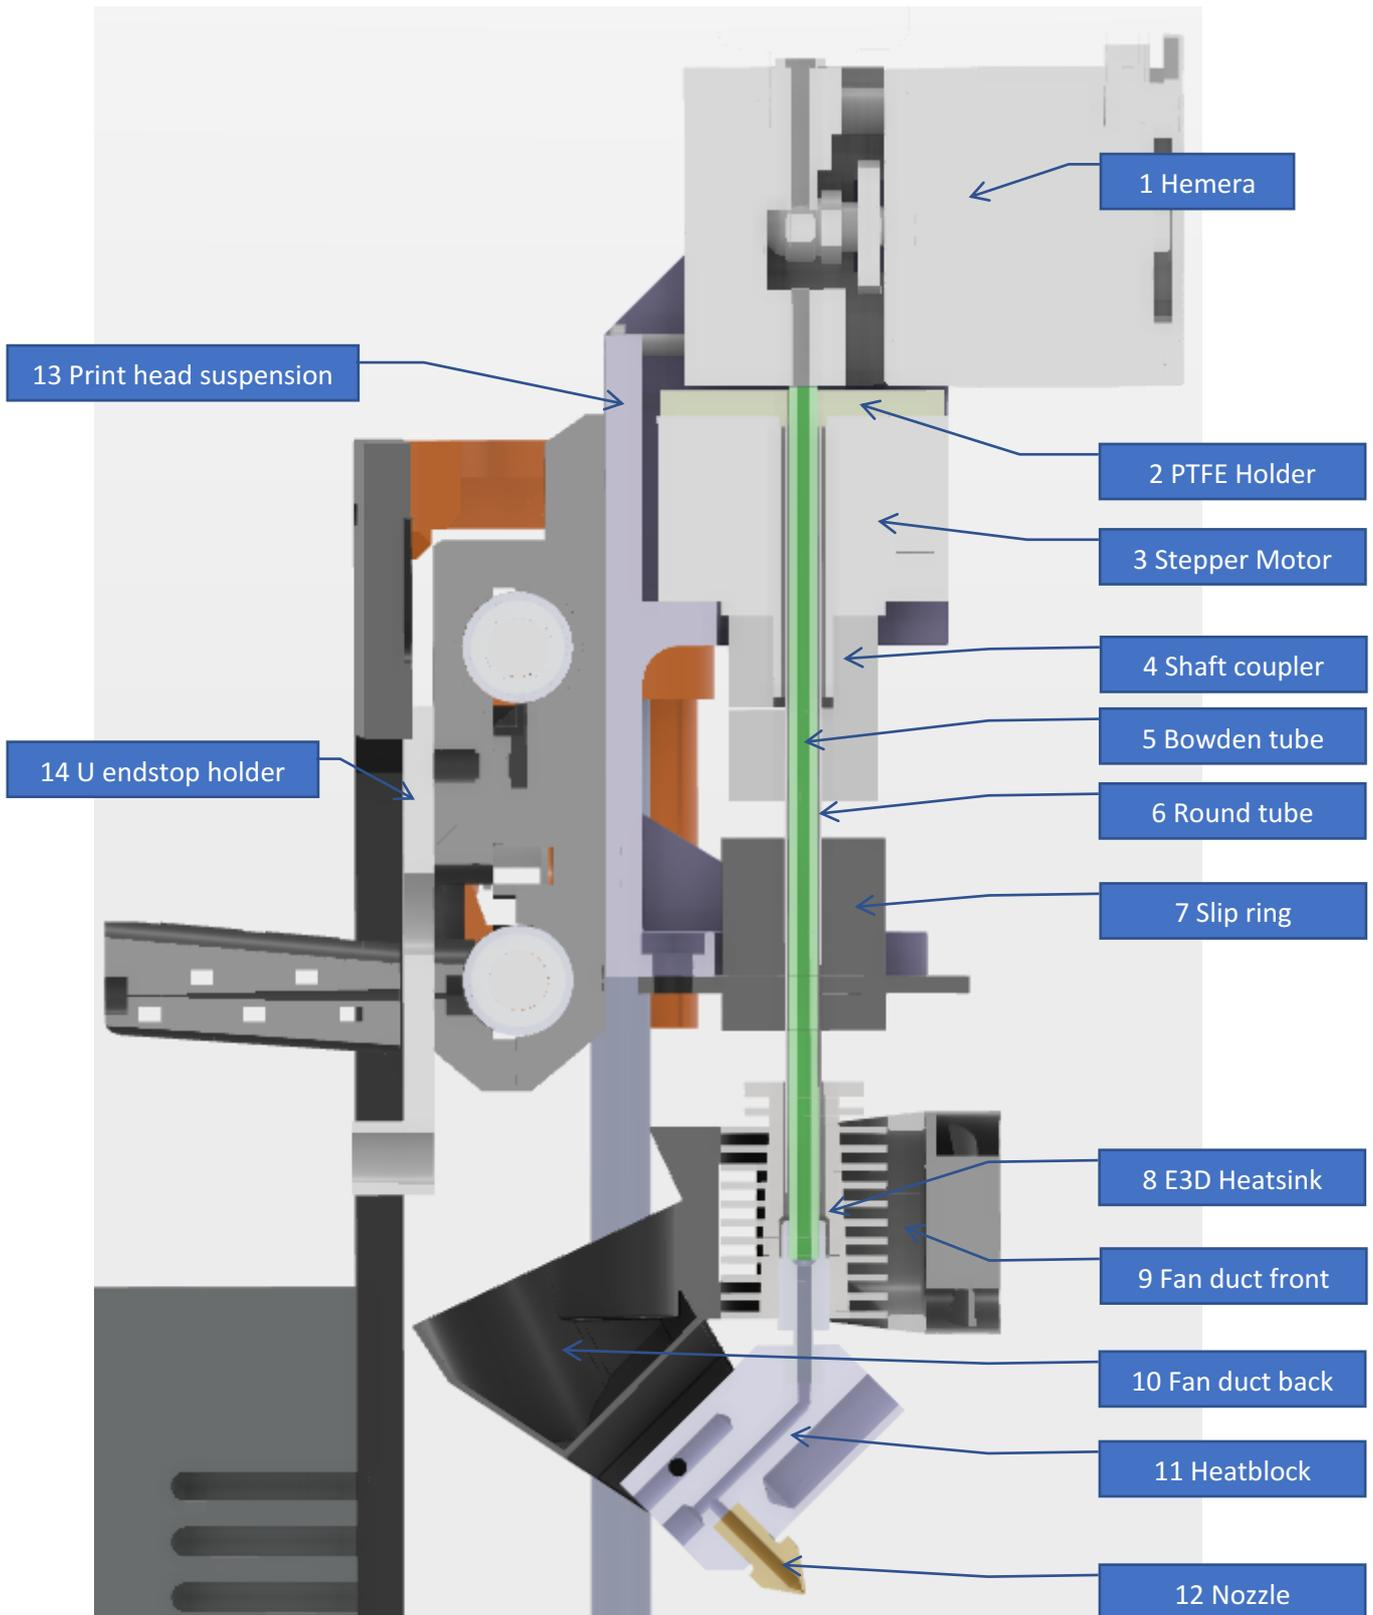 1 Hemera
13 Print head suspension
2 PTFE Holder
3 Stepper Motor
4 Shaft coupler
5 Bowden tube
14 U endstop holder
6 Round tube
7 Slip ring
8 E3D Heatsink
9 Fan duct front
10 Fan duct back
11 Heatblock
12 Nozzle